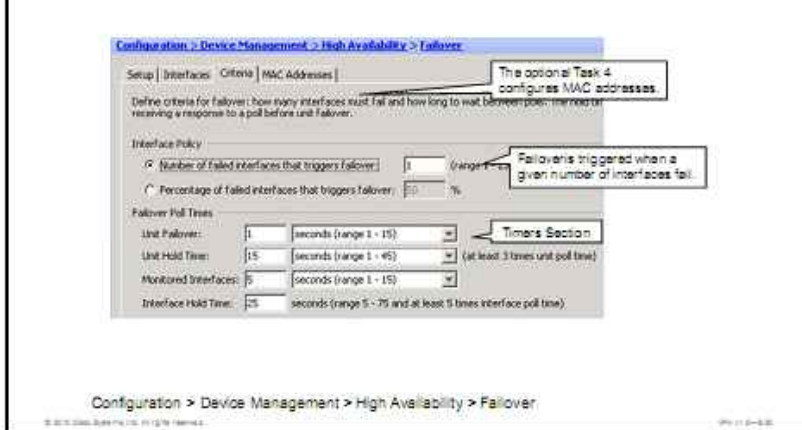 Configuration > Device Management > High Availability > Failover
Setup | Interfaces | Criteria | MAC Addresses |
The optional Task 4
configures MAC addresses.
Define criteria for failover: how many interfaces must fail and how long to wait between polls. The hold
receiving a response to a poll before unit failover.
Interface Policy
Number of failed interfaces that triggers failover: 1 (range
Failover is triggered when a
given number of interfaces fail.
Percentage of failed interfaces that triggers failover: 50 %
Failover Poll Times
Unit Failover: 1 seconds (range 1 - 15)
Timers Section
Unit Hold Time: 15 seconds (range 1 - 45) (at least 3 times unit poll time)
Monitored Interfaces: 5 seconds (range 1 - 15)
Interface Hold Time: 25 seconds (range 5 - 75 and at least 5 times interface poll time)
Configuration > Device Management > High Availability > Failover